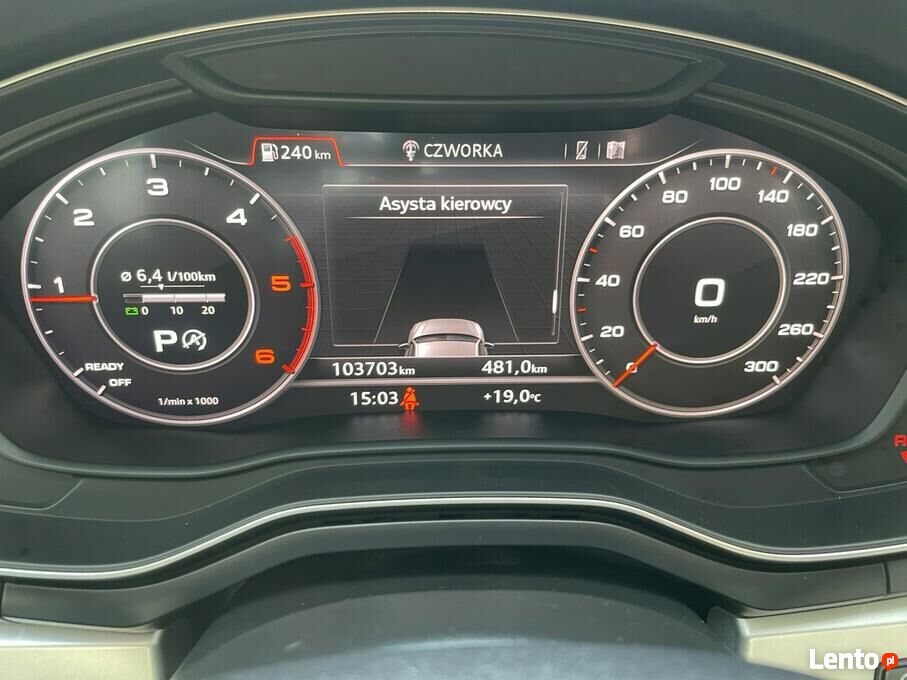 240 km
CZWORKA
1
2
3
4
5
6
READY
OFF
1/min x 1000
ø 6,4 l/100km
0 10 20
P
A
Asysta kierowcy
103703 km
481,0 km
15:03
+19,0 °C
0
20
40
60
80
100
140
180
220
260
300
0
km/h
Lento.pl